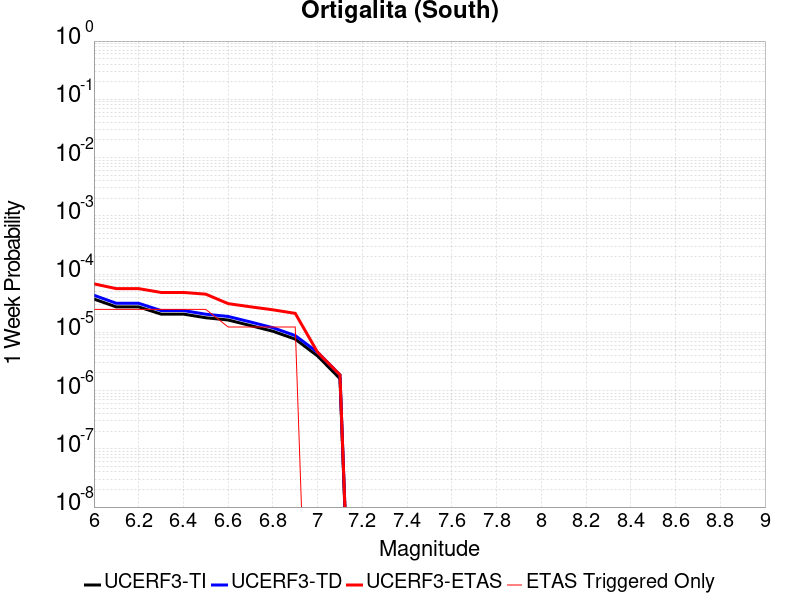 Ortigalita (South)
10^0
10^-1
10^-2
10^-3
10^-4
10^-5
10^-6
10^-7
10^-8
1 Week Probability
6 6.2 6.4 6.6 6.8 7 7.2 7.4 7.6 7.8 8 8.2 8.4 8.6 8.8 9
Magnitude
UCERF3-TI UCERF3-TD UCERF3-ETAS ETAS Triggered Only